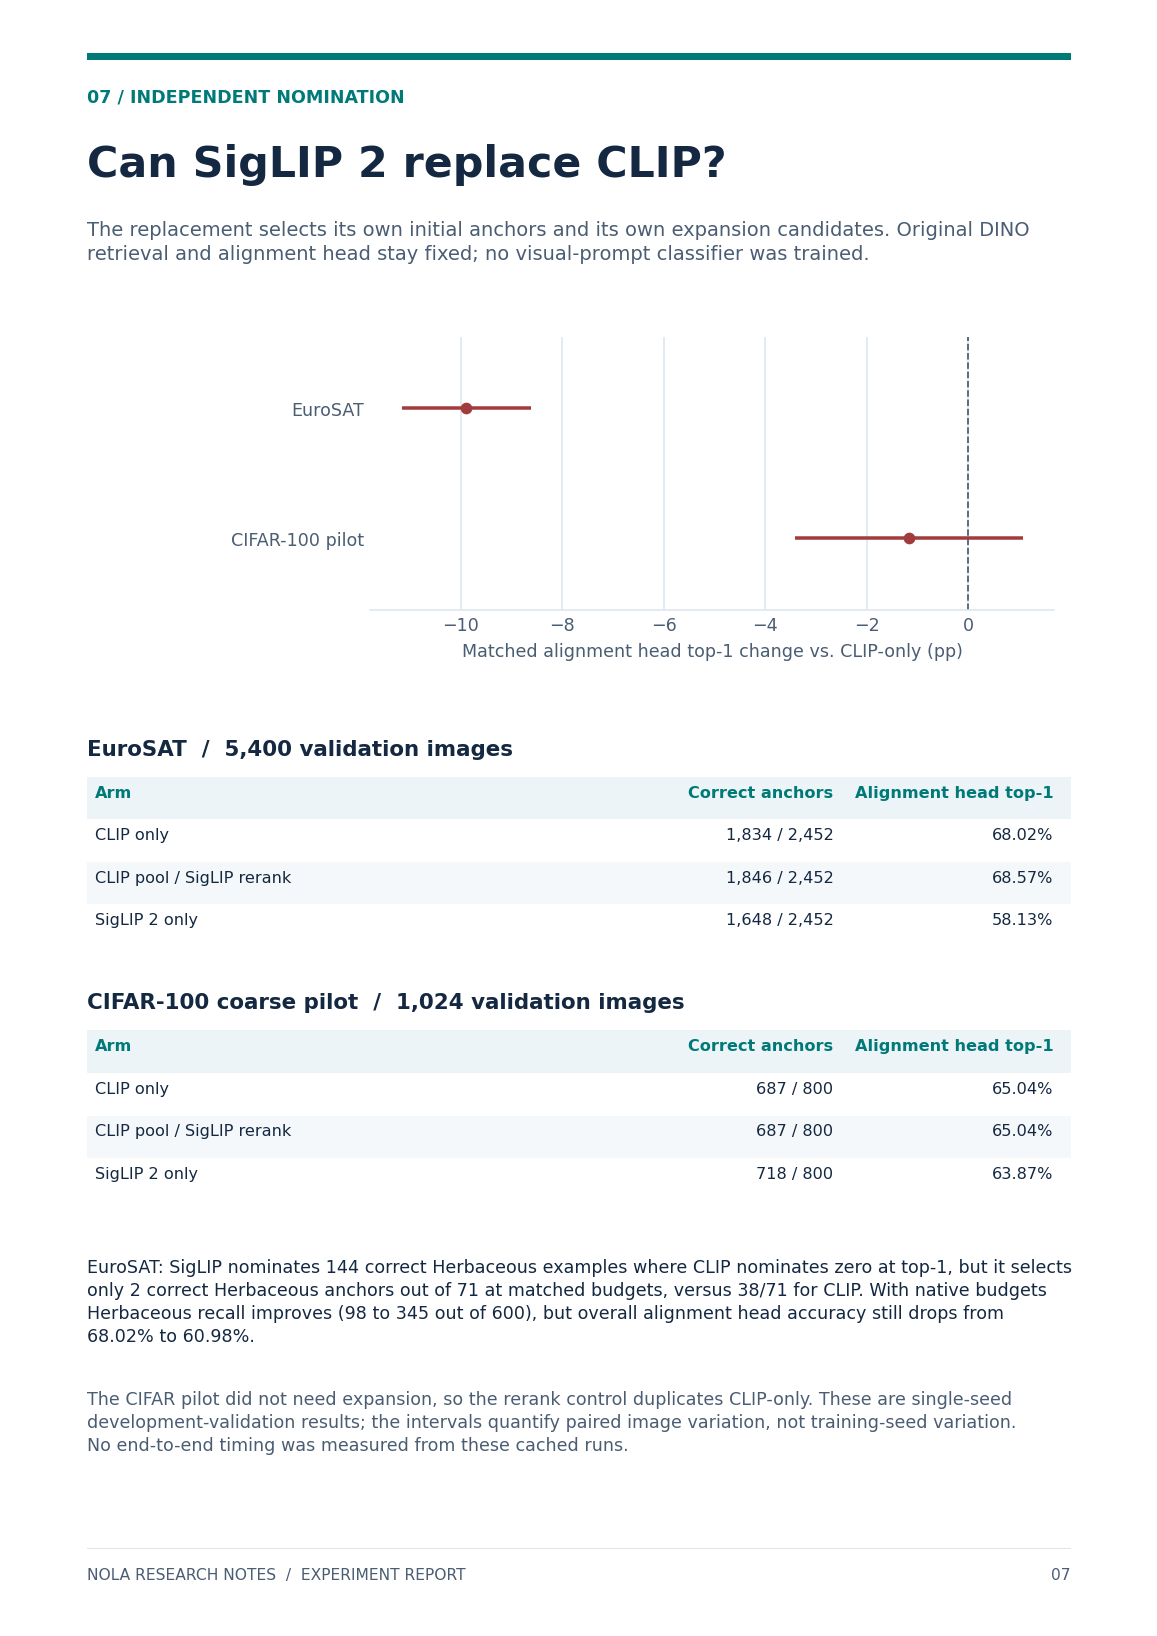 07 / INDEPENDENT NOMINATION
Can SigLIP 2 replace CLIP?
The replacement selects its own initial anchors and its own expansion candidates. Original DINO
retrieval and alignment head stay fixed; no visual-prompt classifier was trained.
EuroSAT
CIFAR-100 pilot
−10 −8 −6 −4 −2 0
Matched alignment head top-1 change vs. CLIP-only (pp)
EuroSAT / 5,400 validation images
Arm Correct anchors Alignment head top-1
CLIP only 1,834 / 2,452 68.02%
CLIP pool / SigLIP rerank 1,846 / 2,452 68.57%
SigLIP 2 only 1,648 / 2,452 58.13%
CIFAR-100 coarse pilot / 1,024 validation images
Arm Correct anchors Alignment head top-1
CLIP only 687 / 800 65.04%
CLIP pool / SigLIP rerank 687 / 800 65.04%
SigLIP 2 only 718 / 800 63.87%
EuroSAT: SigLIP nominates 144 correct Herbaceous examples where CLIP nominates zero at top-1, but it selects
only 2 correct Herbaceous anchors out of 71 at matched budgets, versus 38/71 for CLIP. With native budgets
Herbaceous recall improves (98 to 345 out of 600), but overall alignment head accuracy still drops from
68.02% to 60.98%.
The CIFAR pilot did not need expansion, so the rerank control duplicates CLIP-only. These are single-seed
development-validation results; the intervals quantify paired image variation, not training-seed variation.
No end-to-end timing was measured from these cached runs.
NOLA RESEARCH NOTES / EXPERIMENT REPORT 07